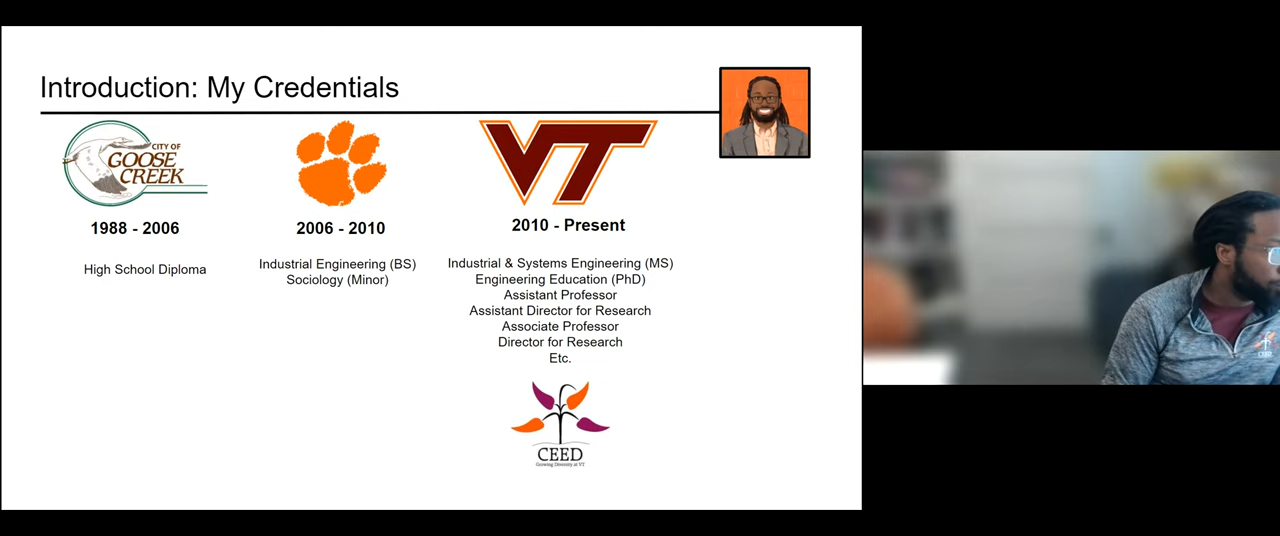 Introduction: My Credentials
CITY OF
GOOSE
CREEK
VT
1988 - 2006
2006 - 2010
2010 - Present
High School Diploma
Industrial Engineering (BS)
Sociology (Minor)
Industrial & Systems Engineering (MS)
Engineering Education (PhD)
Assistant Professor
Assistant Director for Research
Associate Professor
Director for Research
Etc.
CEED
Growing Diversity at VT
CEED